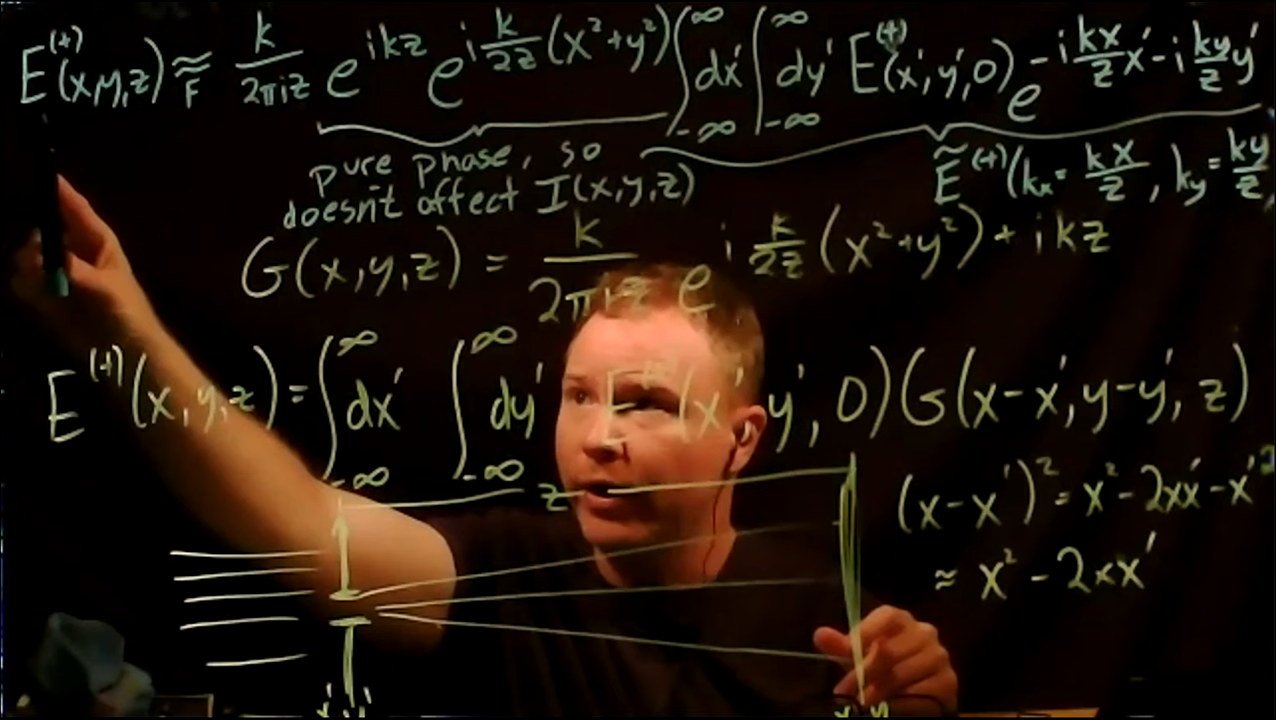 E^(+)(x,y,z) ≈_F k/(2πiz) e^{ikz} e^{i k/(2z) (x²+y²)} ∫_{-∞}^{∞} dx' ∫_{-∞}^{∞} dy' E^(+)(x',y',0) e^{-i kx/z x' - i ky/z y'}
pure phase, so
doesn't affect I(x,y,z)
Ẽ^(+)(k_x = kx/z, k_y = ky/z,
G(x,y,z) = k/(2πiz) e^{i k/(2z) (x²+y²) + ikz}
E^(+)(x,y,z) = ∫_{-∞}^{∞} dx' ∫_{-∞}^{∞} dy' E (x', y', 0) G(x-x', y-y', z)
z
(x-x')² = x² - 2xx' - x'²
≈ x² - 2xx'
x' y'
x y